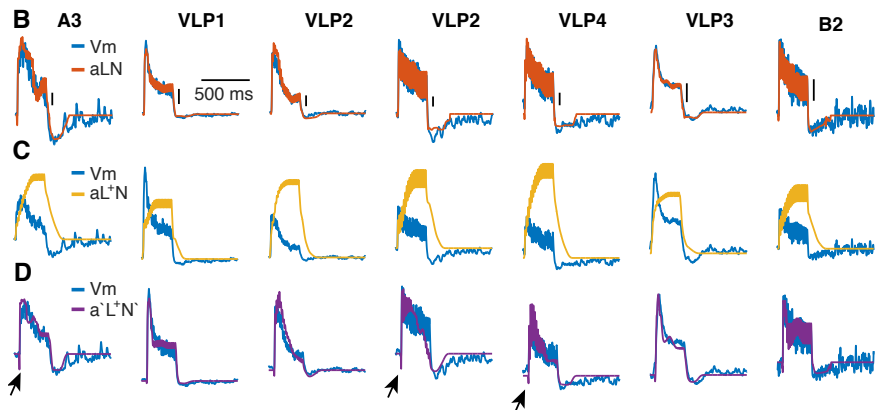 B A3 VLP1 VLP2 VLP2 VLP4 VLP3 B2
Vm
aLN
500 ms
C
Vm
aL⁺N
D
Vm
a`L⁺N`